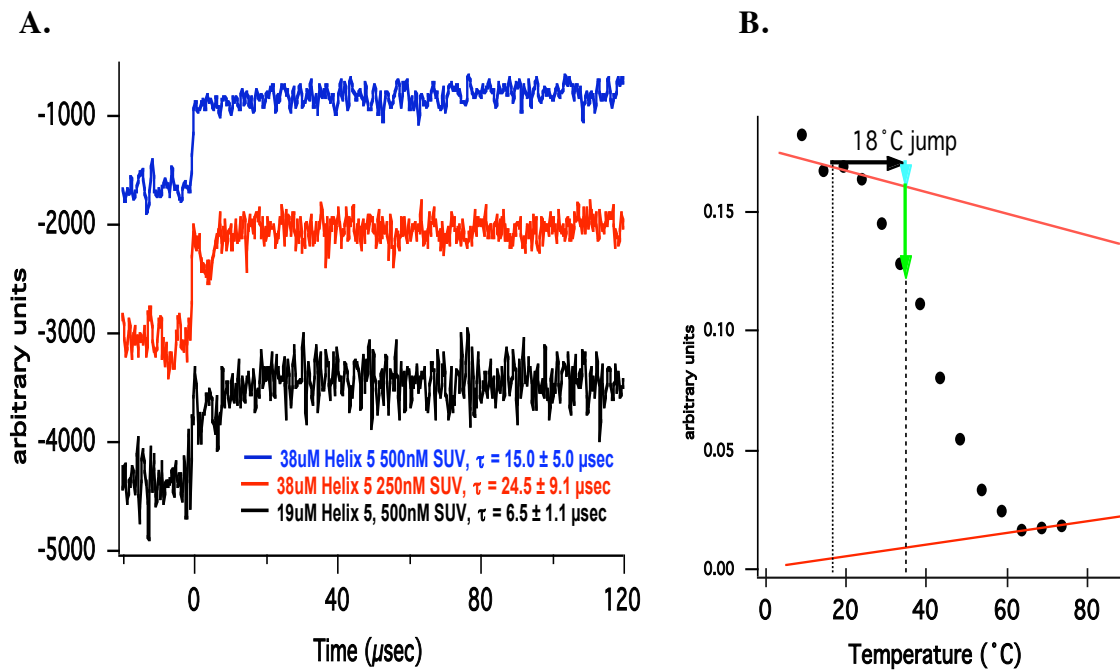 A.
B.
-1000
-2000
-3000
-4000
-5000
arbitrary units
38uM Helix 5 500nM SUV, τ = 15.0 ± 5.0 µsec
38uM Helix 5 250nM SUV, τ = 24.5 ± 9.1 µsec
19uM Helix 5, 500nM SUV, τ = 6.5 ± 1.1 µsec
0
40
80
120
Time (µsec)
18˚C jump
0.15
0.10
0.05
0.00
arbitrary units
0
20
40
60
80
Temperature (˚C)